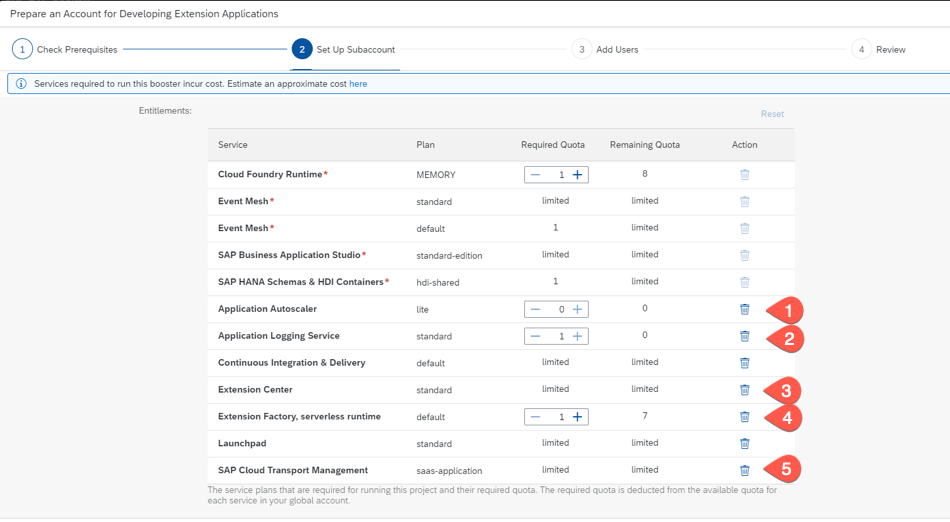 Prepare an Account for Developing Extension Applications
1 Check Prerequisites 2 Set Up Subaccount 3 Add Users 4 Review
Services required to run this booster incur cost. Estimate an approximate cost here
Entitlements:
Reset
Service Plan Required Quota Remaining Quota Action
Cloud Foundry Runtime* MEMORY − 1 + 8
Event Mesh* standard limited limited
Event Mesh* default 1 limited
SAP Business Application Studio* standard-edition limited limited
SAP HANA Schemas & HDI Containers* hdi-shared 1 limited
Application Autoscaler lite − 0 + 0 1
Application Logging Service standard − 1 + 0 2
Continuous Integration & Delivery default limited limited
Extension Center standard limited limited 3
Extension Factory, serverless runtime default − 1 + 7 4
Launchpad standard limited limited
SAP Cloud Transport Management saas-application limited limited 5
The service plans that are required for running this project and their required quota. The required quota is deducted from the available quota for
each service in your global account.